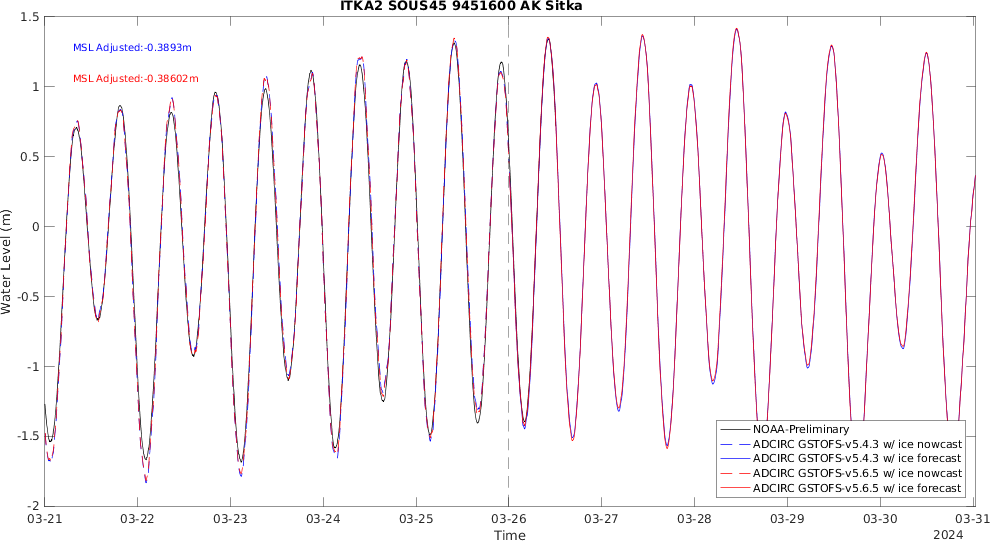 ITKA2 SOUS45 9451600 AK Sitka
MSL Adjusted:-0.3893m
MSL Adjusted:-0.38602m
Water Level (m)
1.5
1
0.5
0
-0.5
-1
-1.5
-2
NOAA-Preliminary
ADCIRC GSTOFS-v5.4.3 w/ ice nowcast
ADCIRC GSTOFS-v5.4.3 w/ ice forecast
ADCIRC GSTOFS-v5.6.5 w/ ice nowcast
ADCIRC GSTOFS-v5.6.5 w/ ice forecast
03-21 03-22 03-23 03-24 03-25 03-26 03-27 03-28 03-29 03-30 03-31
Time
2024